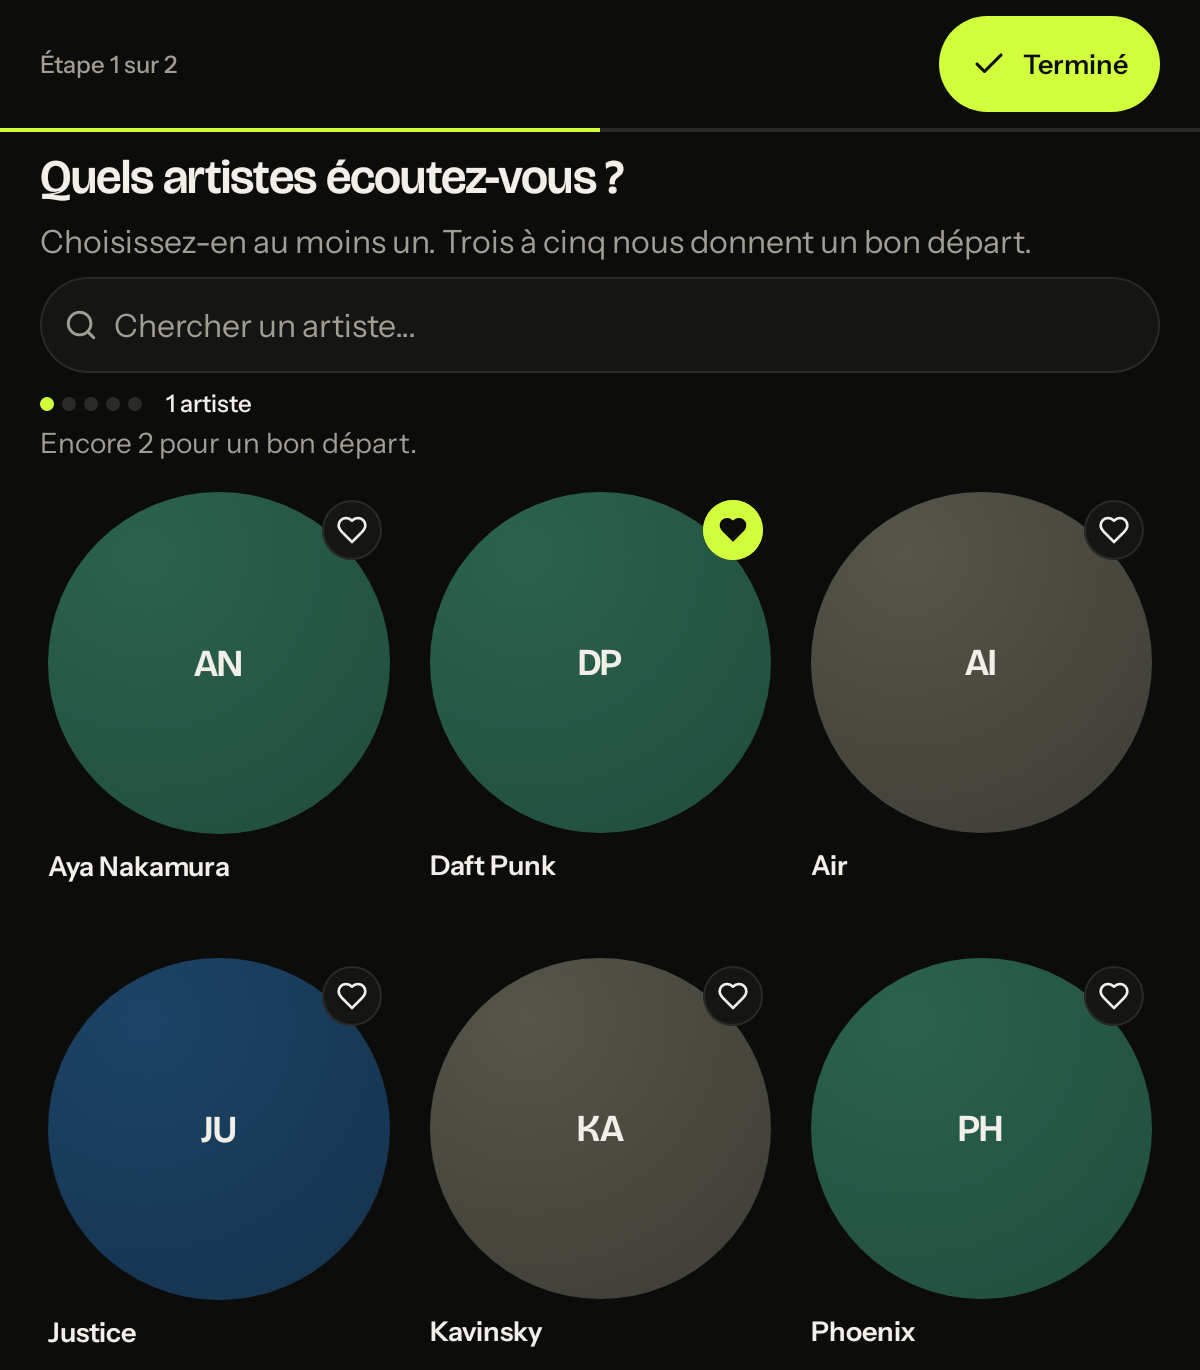 Étape 1 sur 2
Terminé
Quels artistes écoutez-vous ?
Choisissez-en au moins un. Trois à cinq nous donnent un bon départ.
Chercher un artiste...
1 artiste
Encore 2 pour un bon départ.
AN
DP
AI
Aya Nakamura
Daft Punk
Air
JU
KA
PH
Justice
Kavinsky
Phoenix